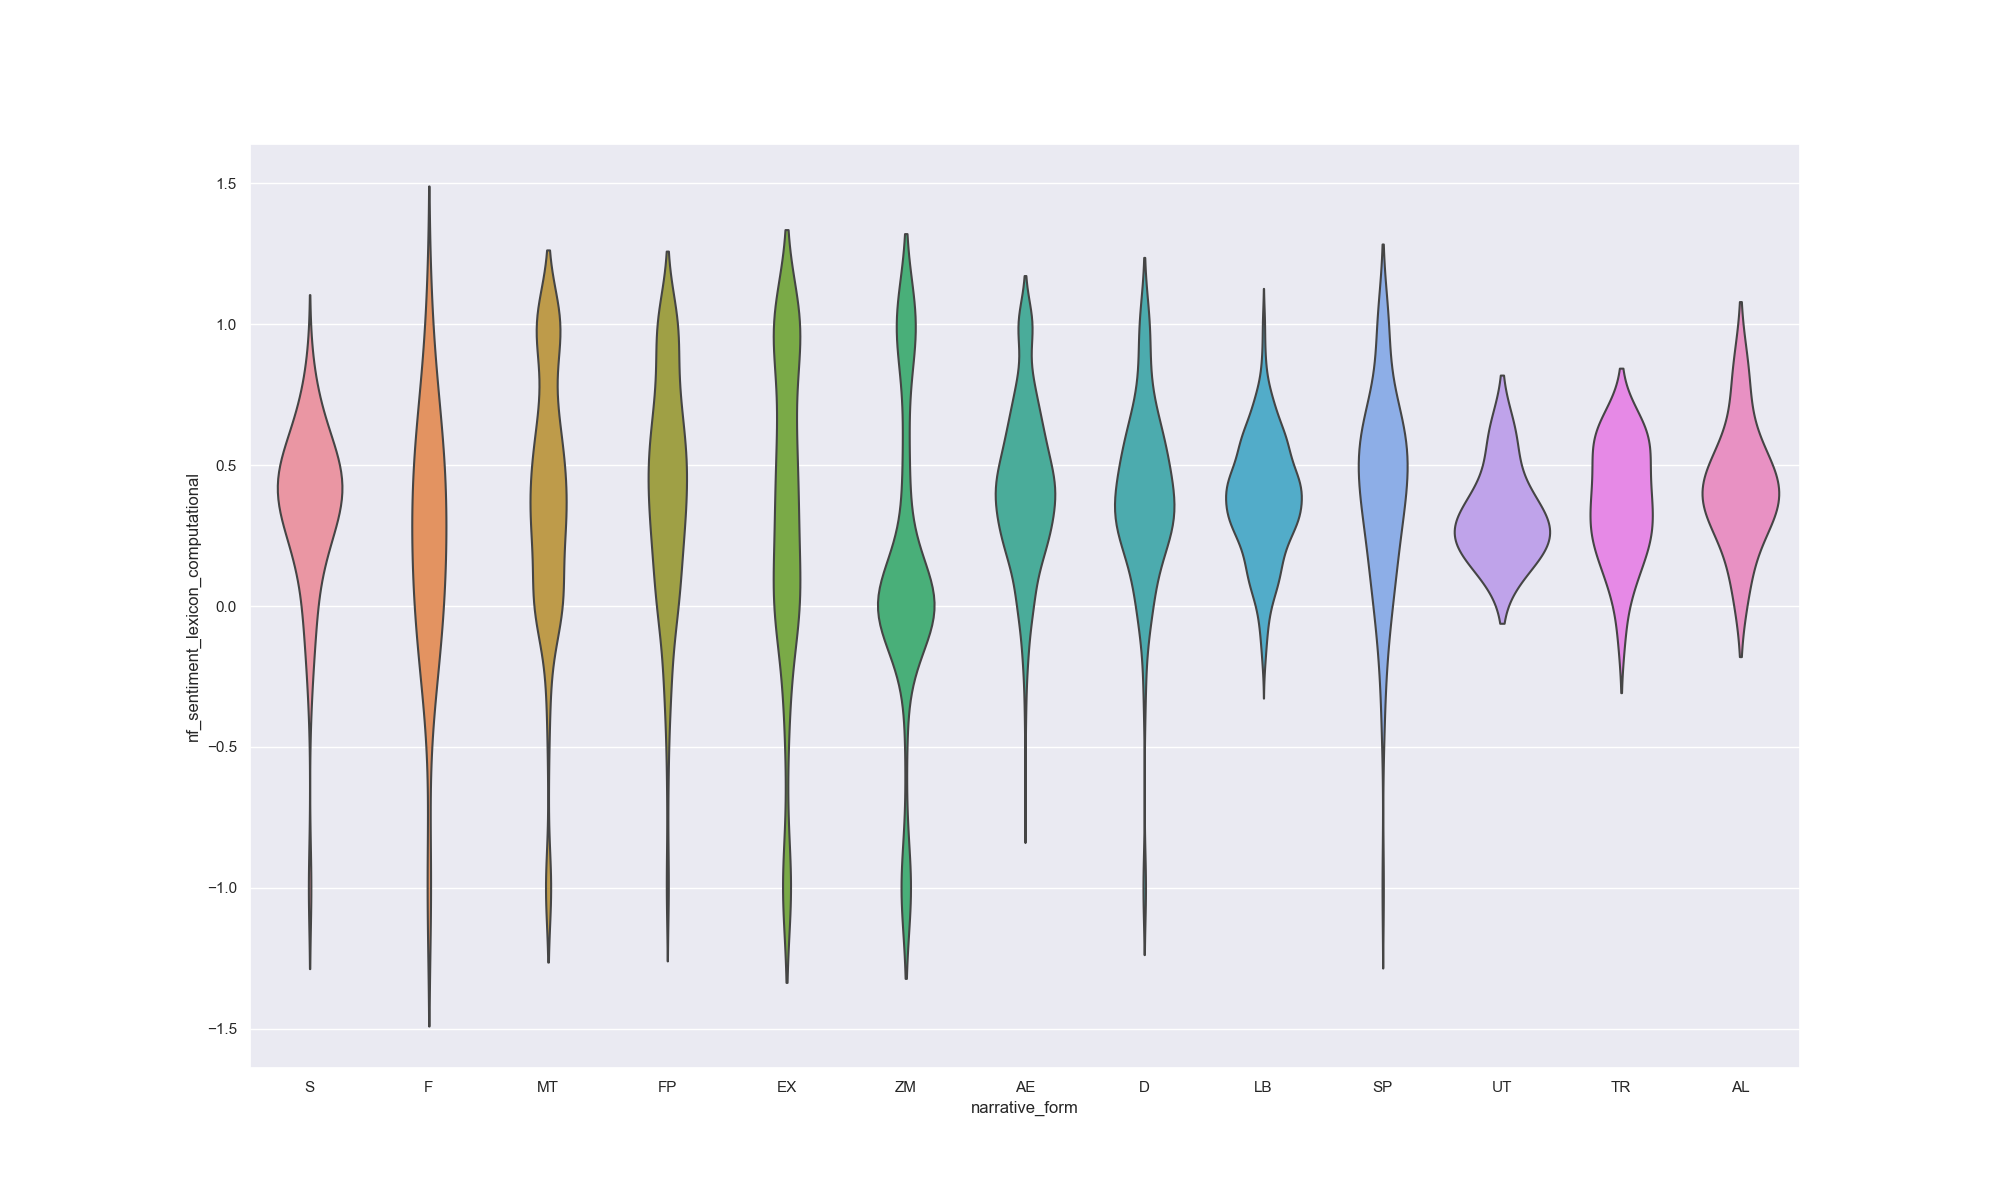 1.5
1.0
0.5
0.0
−0.5
−1.0
−1.5
nf_sentiment_lexicon_computational
S F MT FP EX ZM AE D LB SP UT TR AL
narrative_form